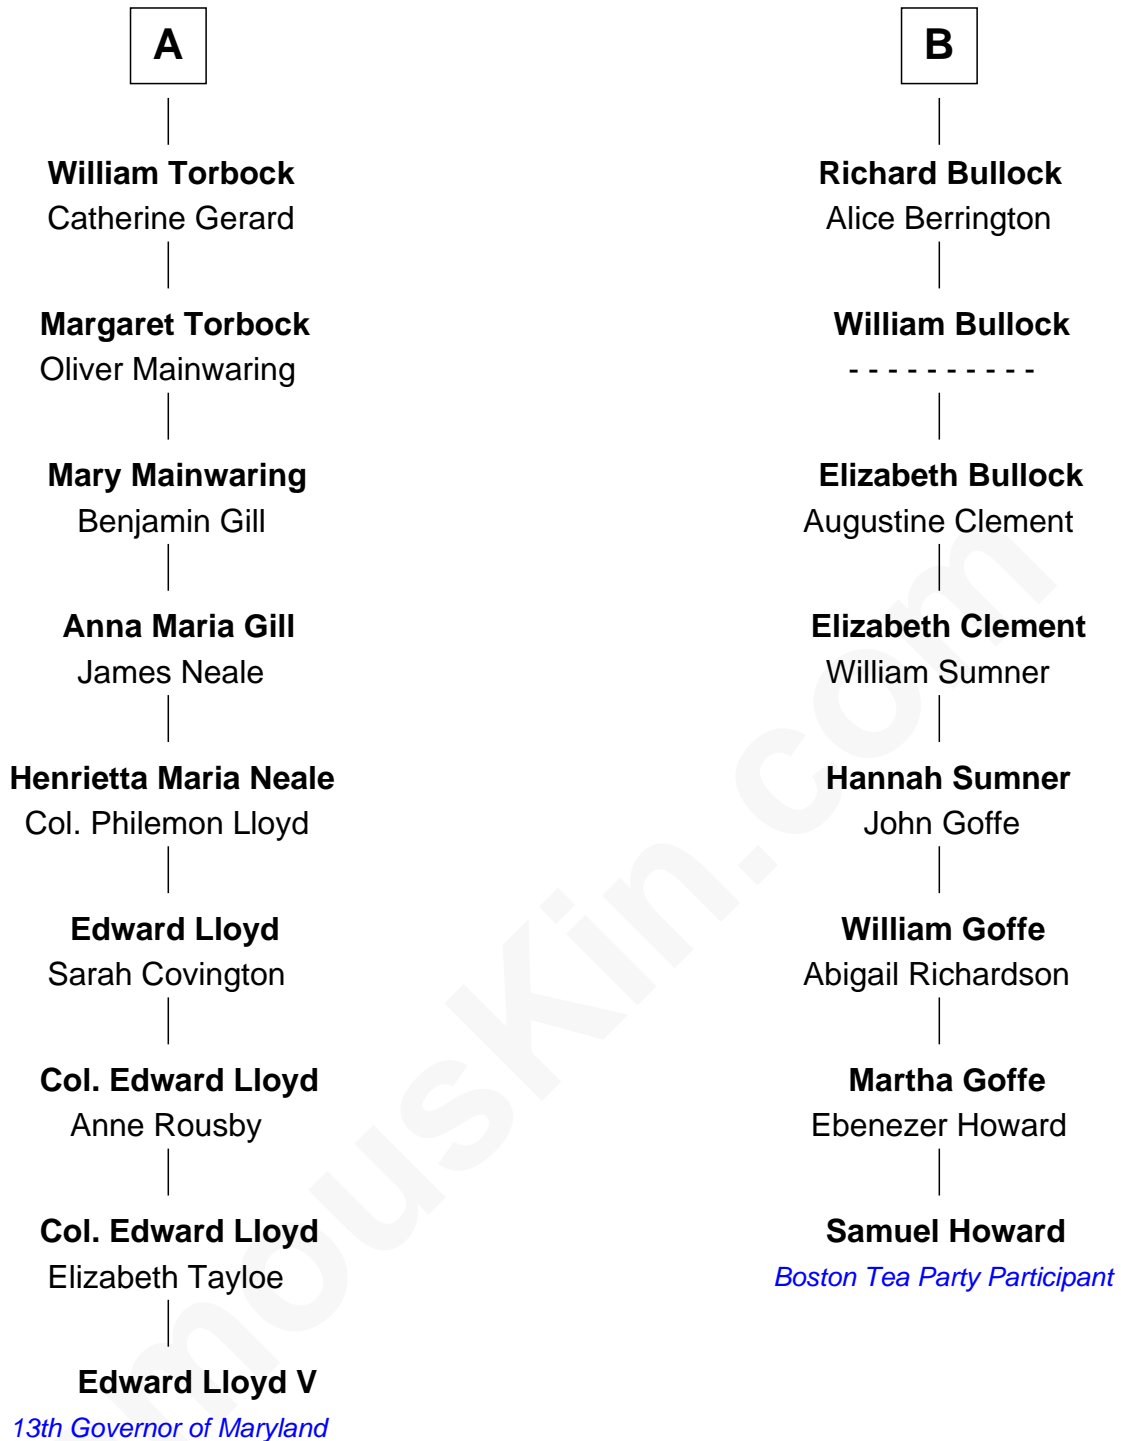 A
William Torbock
Catherine Gerard
Margaret Torbock
Oliver Mainwaring
Mary Mainwaring
Benjamin Gill
Anna Maria Gill
James Neale
Henrietta Maria Neale
Col. Philemon Lloyd
Edward Lloyd
Sarah Covington
Col. Edward Lloyd
Anne Rousby
Col. Edward Lloyd
Elizabeth Tayloe
Edward Lloyd V
13th Governor of Maryland
B
Richard Bullock
Alice Berrington
William Bullock
- - - - - - - - - -
Elizabeth Bullock
Augustine Clement
Elizabeth Clement
William Sumner
Hannah Sumner
John Goffe
William Goffe
Abigail Richardson
Martha Goffe
Ebenezer Howard
Samuel Howard
Boston Tea Party Participant
mouskin.com